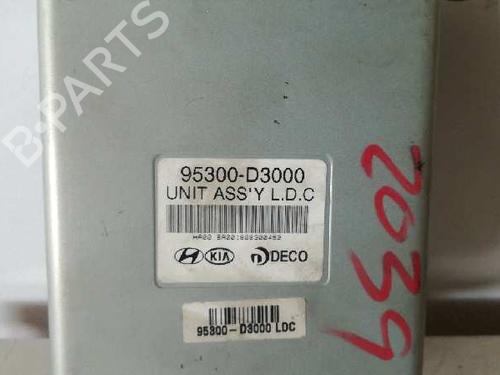 B-PARTS
95300-D3000
UNIT ASS'Y L.D.C
KIA DECO
95300- D3000 LDC
2039